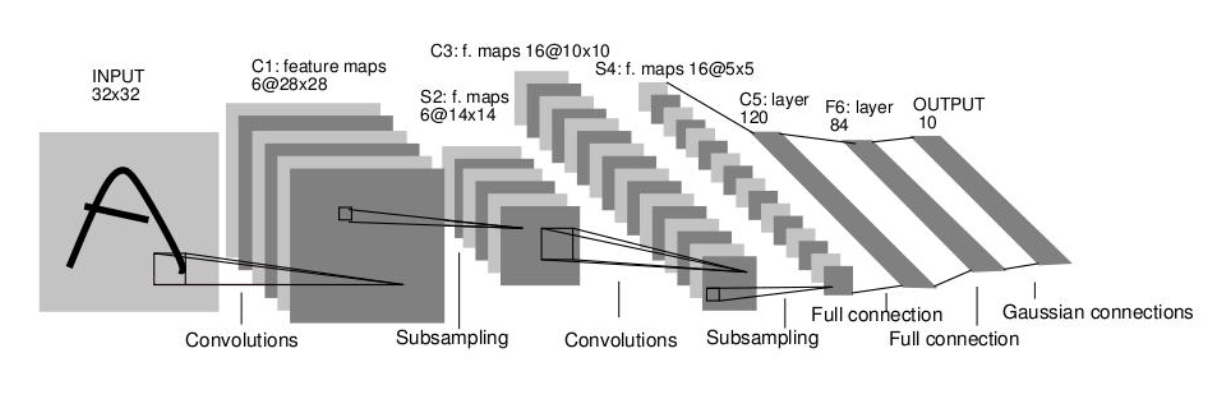 INPUT
32x32
C1: feature maps
6@28x28
S2: f. maps
6@14x14
C3: f. maps 16@10x10
S4: f. maps 16@5x5
C5: layer
120
F6: layer
84
OUTPUT
10
A
Convolutions
Subsampling
Convolutions
Subsampling
Full connection
Full connection
Gaussian connections